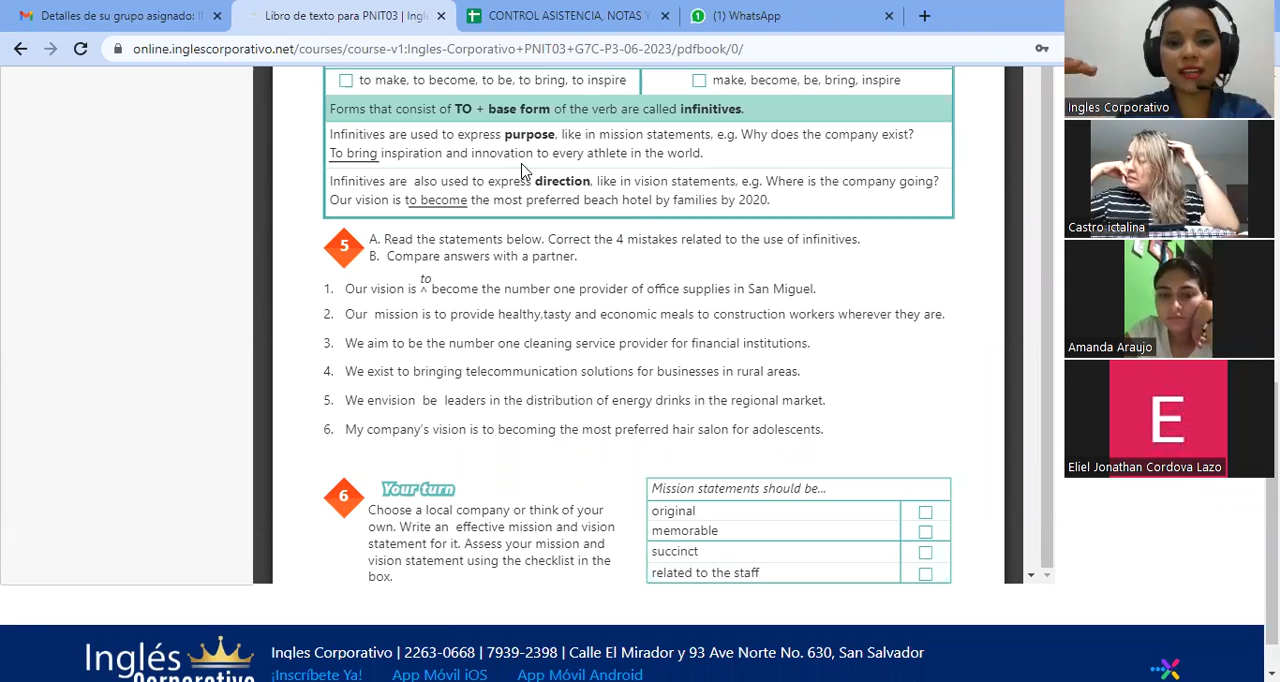 Detalles de su grupo asignado: II
Libro de texto para PNIT03 | Ingl
CONTROL ASISTENCIA, NOTAS Y
(1) WhatsApp
online.inglescorporativo.net/courses/course-v1:Ingles-Corporativo+PNIT03+G7C-P3-06-2023/pdfbook/0/
to make, to become, to be, to bring, to inspire
make, become, be, bring, inspire
Forms that consist of TO + base form of the verb are called infinitives.
Infinitives are used to express purpose, like in mission statements, e.g. Why does the company exist?
To bring inspiration and innovation to every athlete in the world.
Infinitives are also used to express direction, like in vision statements, e.g. Where is the company going?
Our vision is to become the most preferred beach hotel by families by 2020.
5
A. Read the statements below. Correct the 4 mistakes related to the use of infinitives.
B. Compare answers with a partner.
to
1. Our vision is ^ become the number one provider of office supplies in San Miguel.
2. Our mission is to provide healthy,tasty and economic meals to construction workers wherever they are.
3. We aim to be the number one cleaning service provider for financial institutions.
4. We exist to bringing telecommunication solutions for businesses in rural areas.
5. We envision be leaders in the distribution of energy drinks in the regional market.
6. My company's vision is to becoming the most preferred hair salon for adolescents.
6
Your turn
Choose a local company or think of your
own. Write an effective mission and vision
statement for it. Assess your mission and
vision statement using the checklist in the
box.
Mission statements should be...
original
memorable
succinct
related to the staff
Inglés
Corporativo
Ingles Corporativo | 2263-0668 | 7939-2398 | Calle El Mirador y 93 Ave Norte No. 630, San Salvador
¡Inscríbete Ya!
App Móvil iOS
App Móvil Android
Ingles Corporativo
Castro ictalina
Amanda Araujo
E
Eliel Jonathan Cordova Lazo